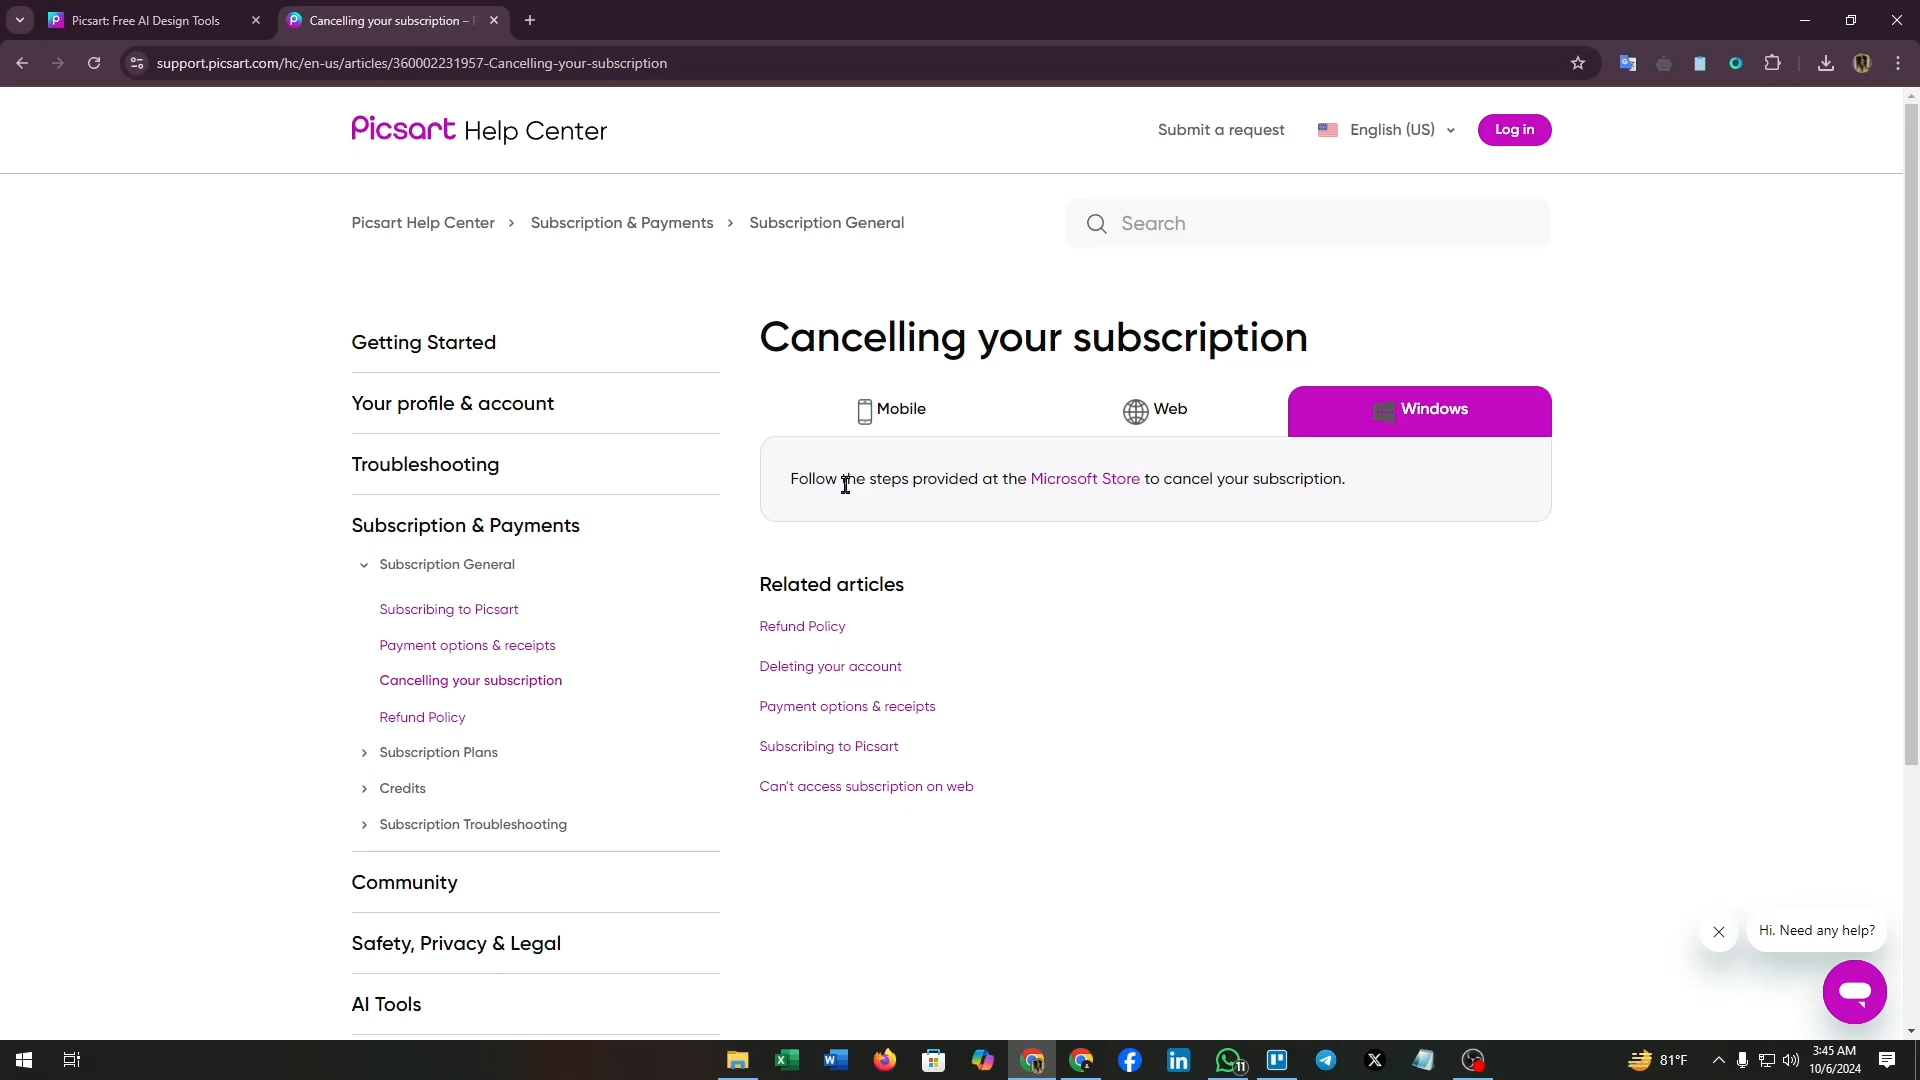 Picsart: Free AI Design Tools
Cancelling your subscription –
support.picsart.com/hc/en-us/articles/360002231957-Cancelling-your-subscription
Picsart Help Center
Submit a request
English (US)
Log in
Picsart Help Center > Subscription & Payments > Subscription General
Search
Getting Started
Your profile & account
Troubleshooting
Subscription & Payments
Subscription General
Subscribing to Picsart
Payment options & receipts
Cancelling your subscription
Refund Policy
Subscription Plans
Credits
Subscription Troubleshooting
Community
Safety, Privacy & Legal
AI Tools
Cancelling your subscription
Mobile
Web
Windows
Follow the steps provided at the Microsoft Store to cancel your subscription.
Related articles
Refund Policy
Deleting your account
Payment options & receipts
Subscribing to Picsart
Can't access subscription on web
Hi. Need any help?
11
81°F
3:45 AM
10/6/2024